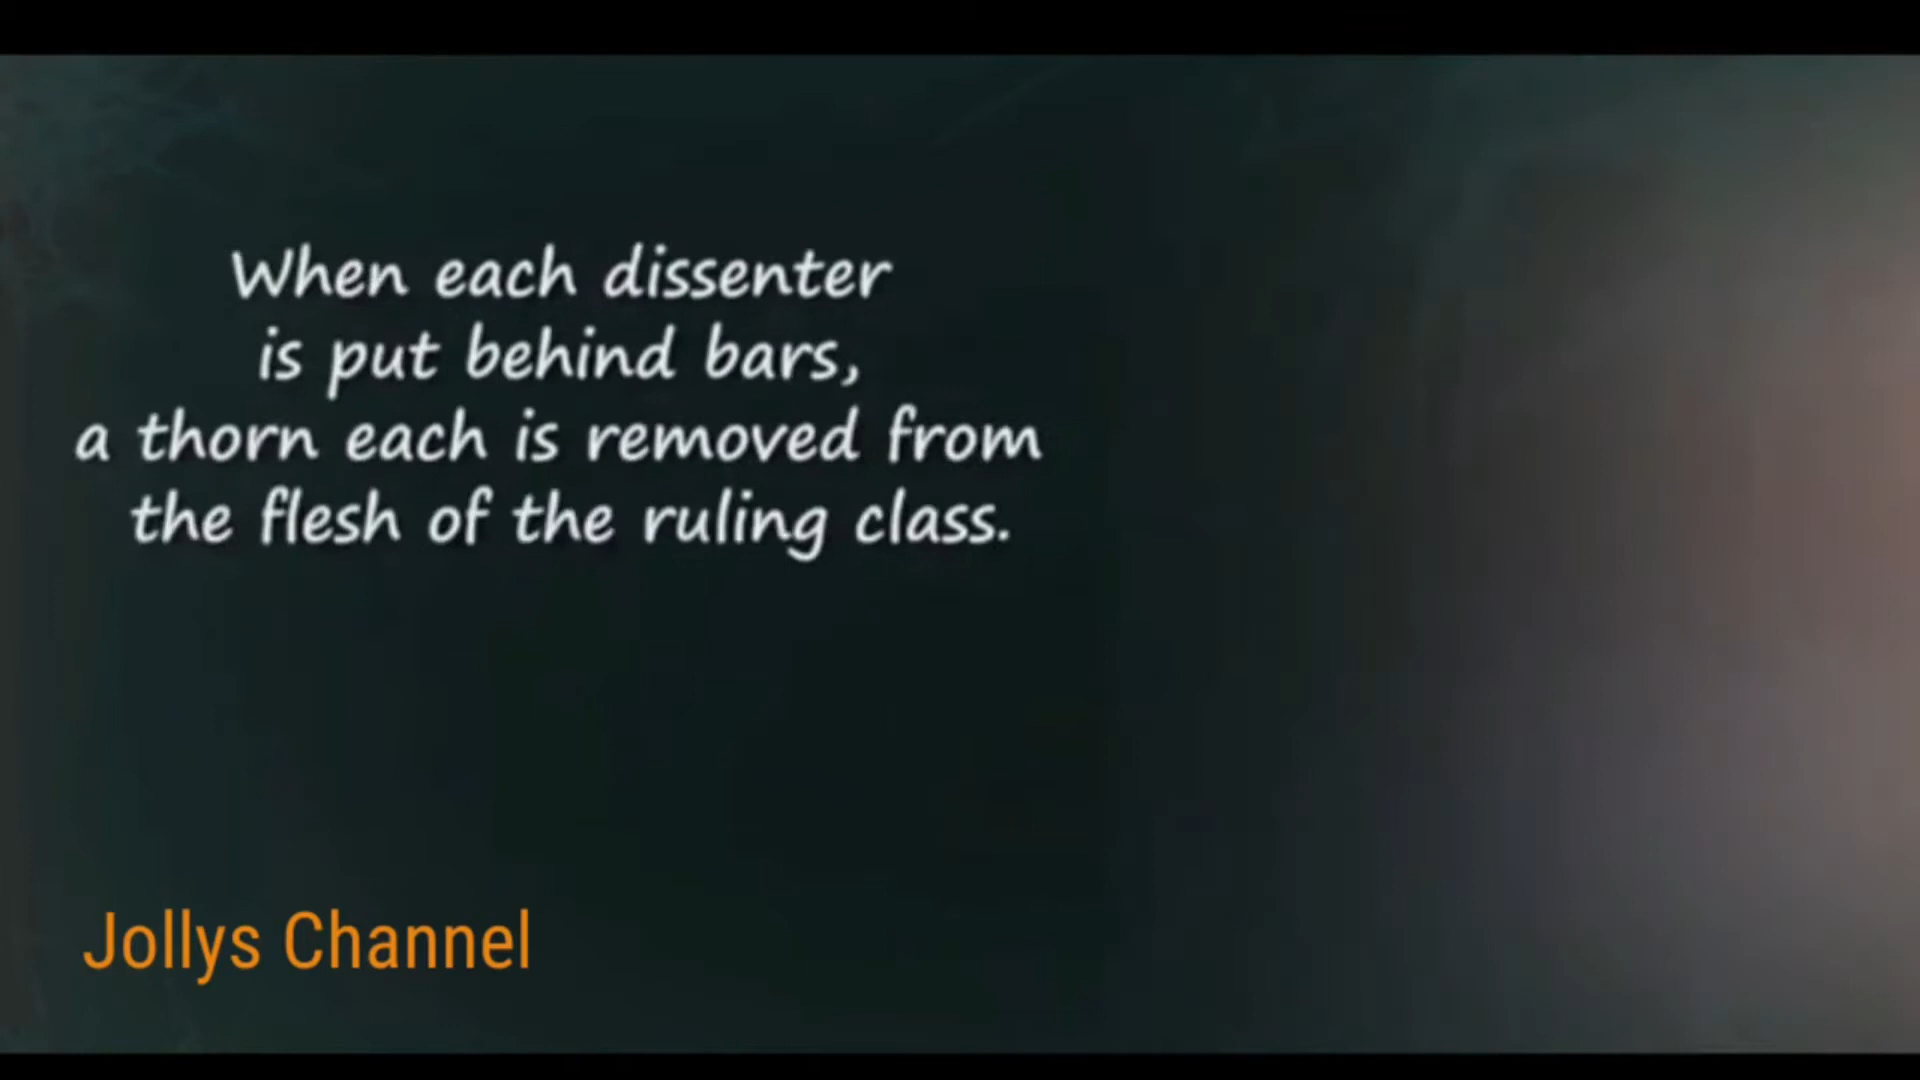 When each dissenter
is put behind bars,
a thorn each is removed from
the flesh of the ruling class.
Jollys Channel